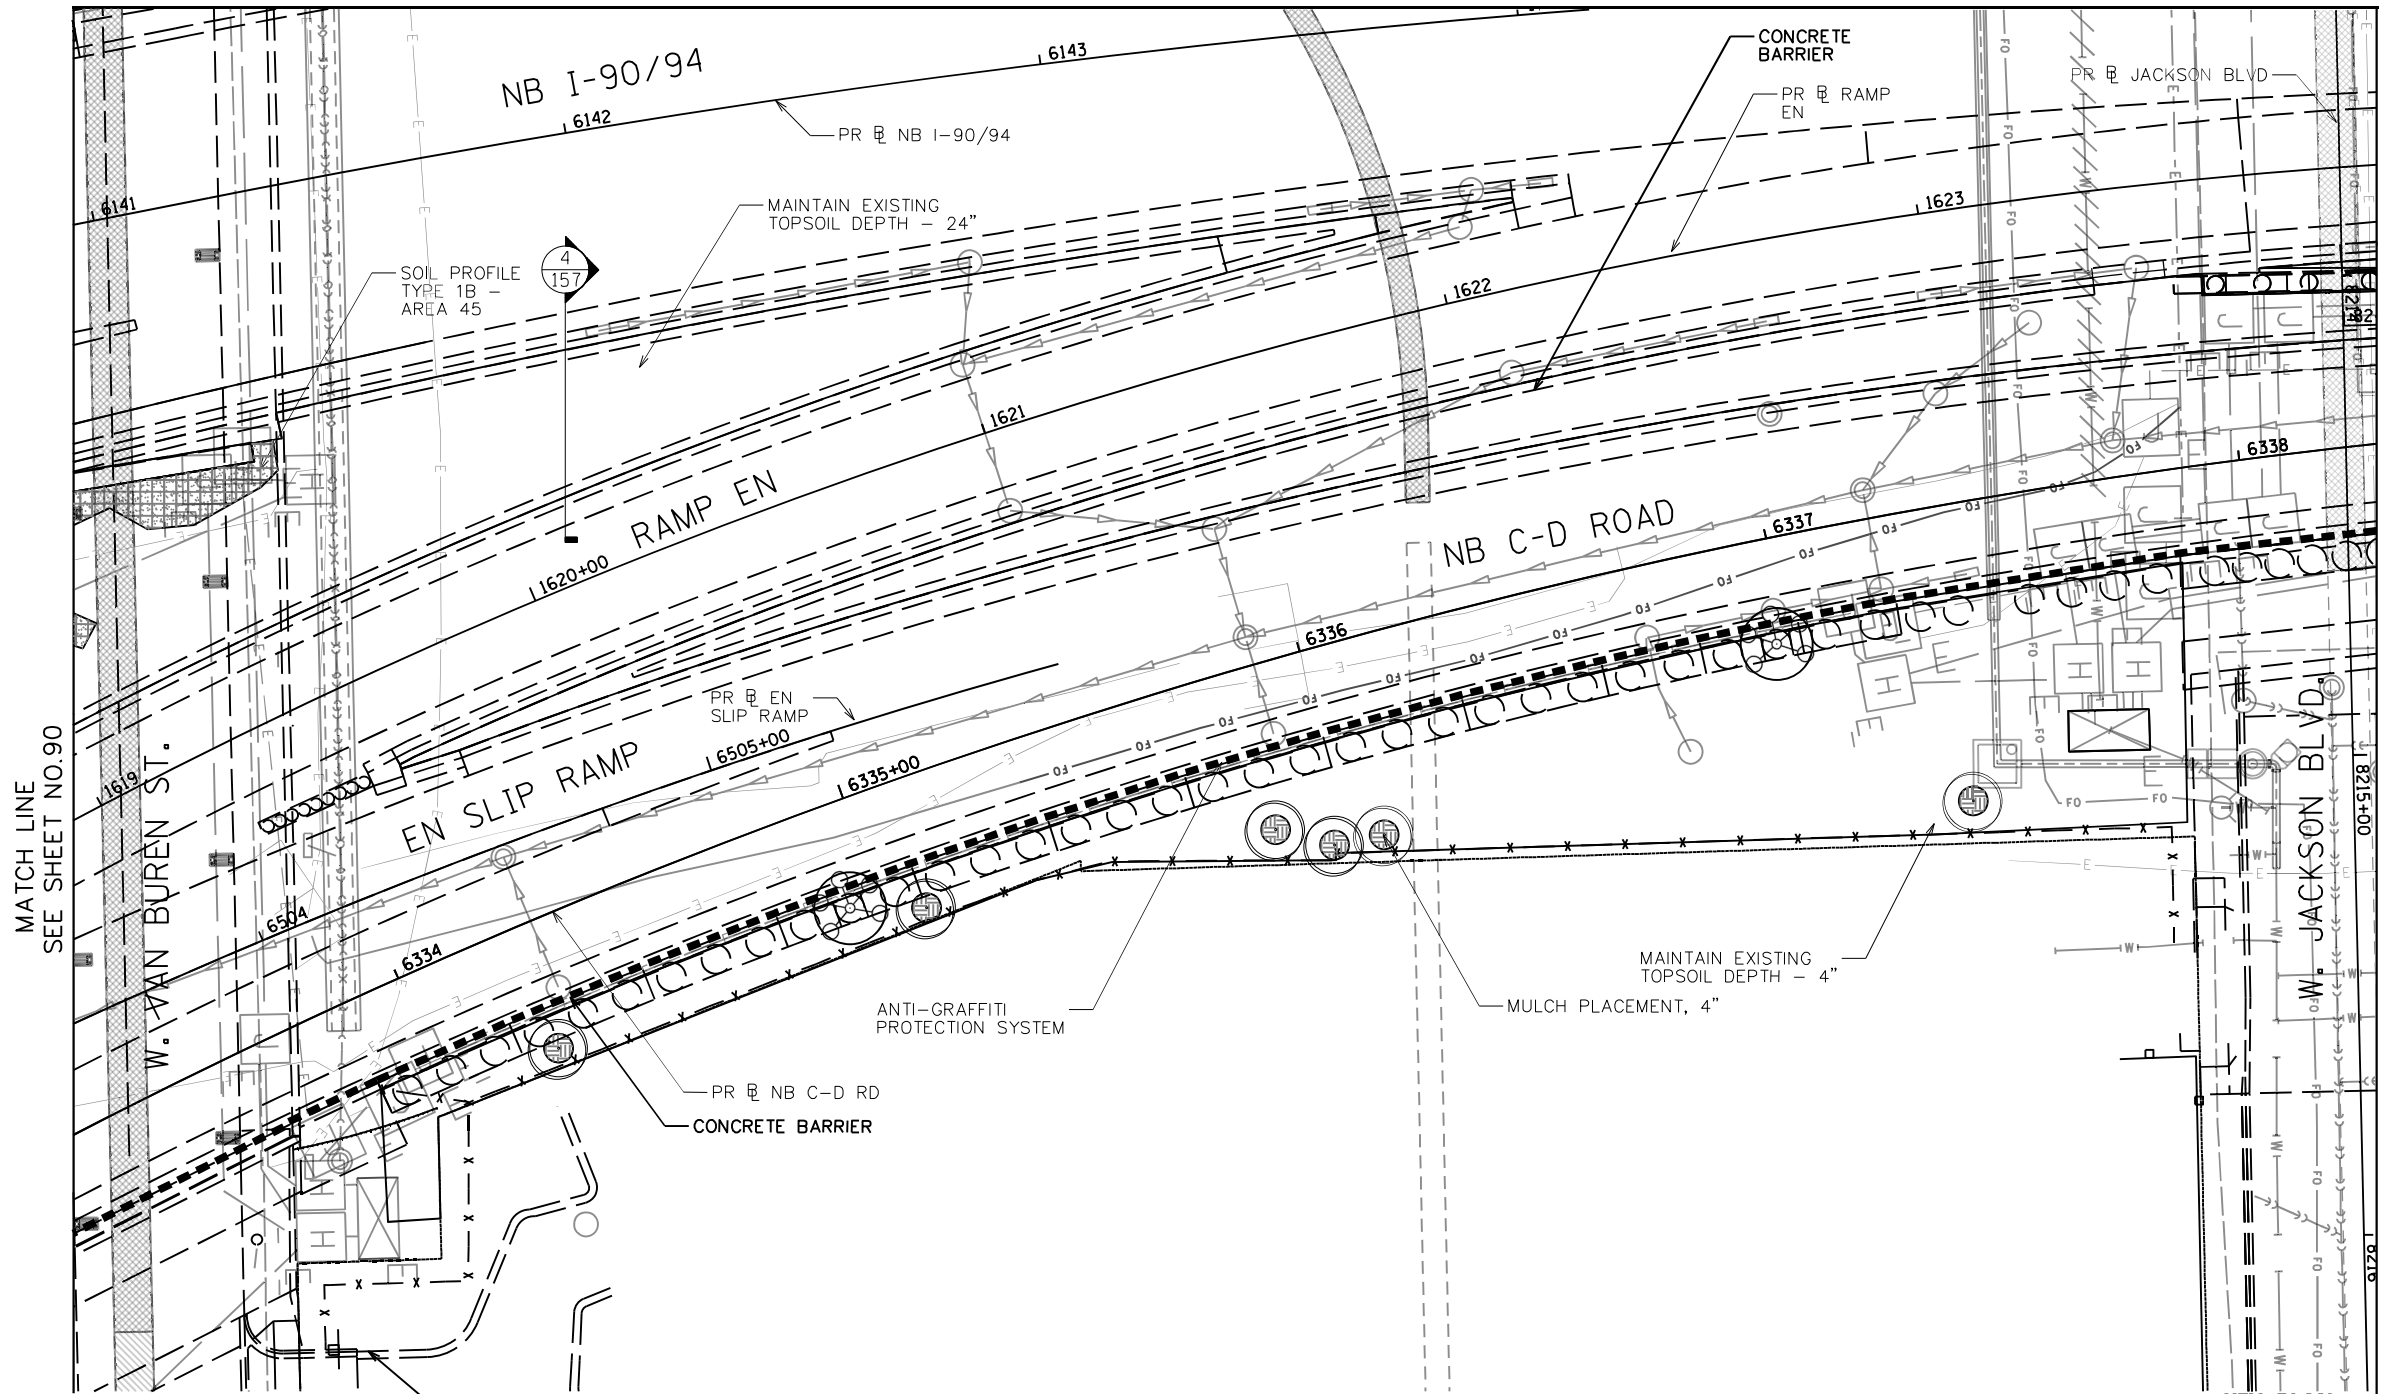 NB I-90/94
6143
6142
6141
PR ⅊ NB I-90/94
CONCRETE
BARRIER
PR ⅊ RAMP
EN
PR ⅊ JACKSON BLVD
MAINTAIN EXISTING
TOPSOIL DEPTH - 24"
4
157
SOIL PROFILE
TYPE 1B -
AREA 45
1623
1622
1621
RAMP EN
1620+00
1619
NB C-D ROAD
6338
6337
6336
6335+00
6334
PR ⅊ EN
SLIP RAMP
6505+00
EN SLIP RAMP
6504
MATCH LINE
SEE SHEET NO.90
W. VAN BUREN ST.
W. JACKSON BLVD.
8215+00
8216
MAINTAIN EXISTING
TOPSOIL DEPTH - 4"
MULCH PLACEMENT, 4"
ANTI-GRAFFITI
PROTECTION SYSTEM
PR ⅊ NB C-D RD
CONCRETE BARRIER